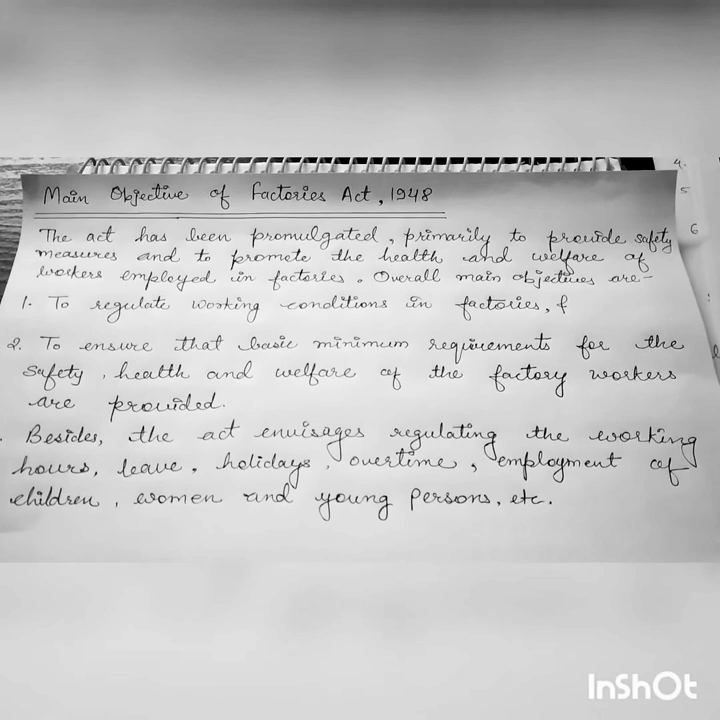 Main Objective of Factories Act, 1948
The act has been promulgated, primarily to provide safety
measures and to promote the health and welfare of
workers employed in factories. Overall main objectives are-
1. To regulate working conditions in factories, &
2. To ensure that basic minimum requirements for the
safety, health and welfare of the factory workers
are provided.
Besides, the act envisages regulating the working
hours, leave, holidays, overtime, employment of
children, women and young persons, etc.
4.
5
6
InShOt